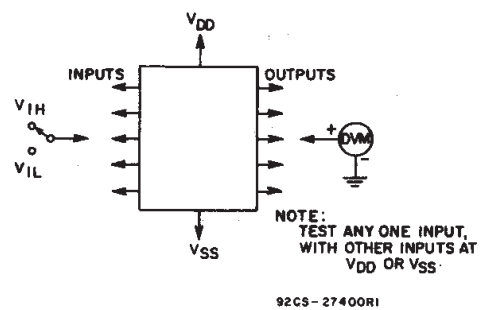 VDD
INPUTS
OUTPUTS
VIH
VIL
+
DVM
-
VSS
NOTE:
TEST ANY ONE INPUT,
WITH OTHER INPUTS AT
VDD OR VSS.
92CS-27400RI